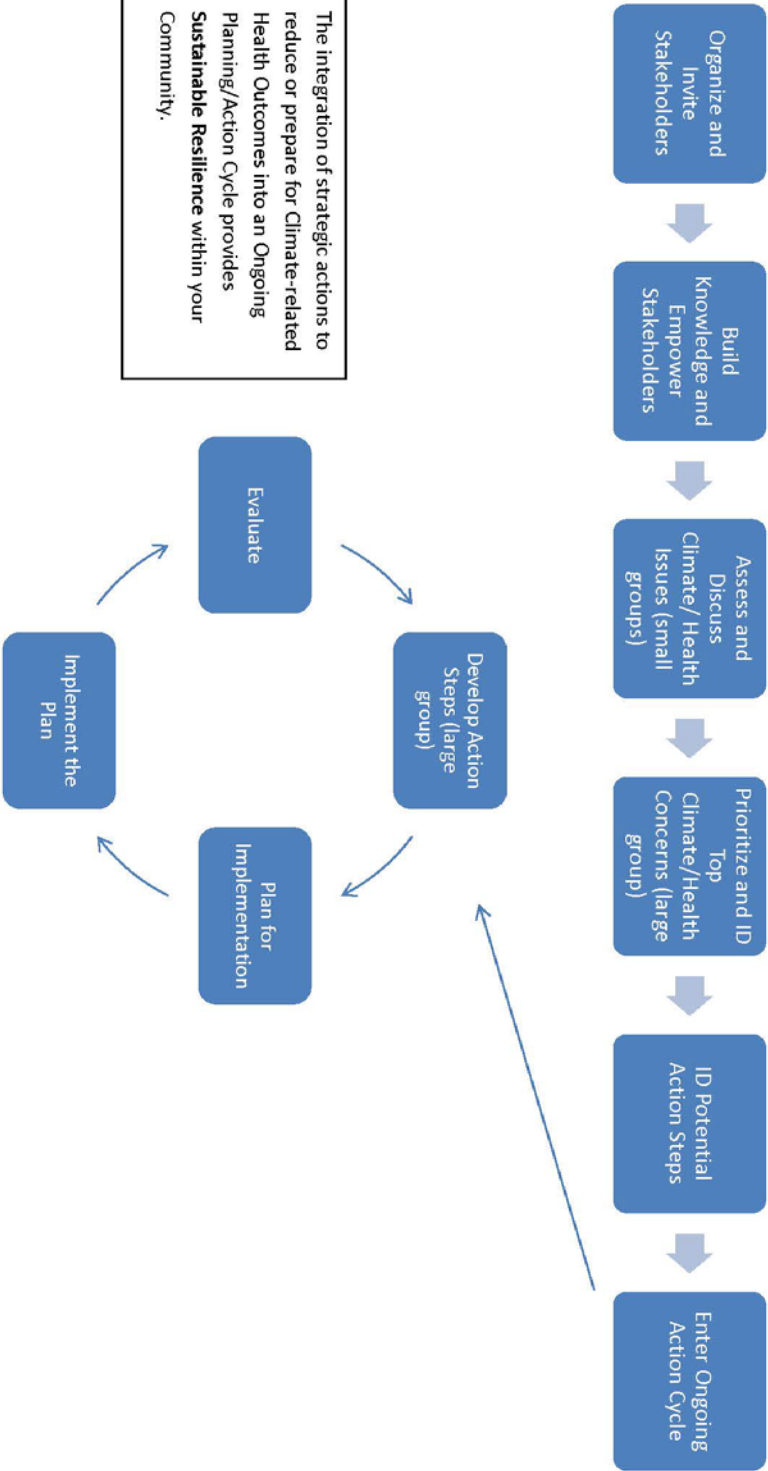 Organize and
Invite
Stakeholders
Build
Knowledge and
Empower
Stakeholders
Assess and
Discuss
Climate/ Health
Issues (small
groups)
Prioritize and ID
Top
Climate/Health
Concerns (large
group)
ID Potential
Action Steps
Enter Ongoing
Action Cycle
Develop Action
Steps (large
group)
Plan for
Implementation
Implement the
Plan
Evaluate
The integration of strategic actions to
reduce or prepare for Climate-related
Health Outcomes into an Ongoing
Planning/Action Cycle provides
Sustainable Resilience within your
Community.